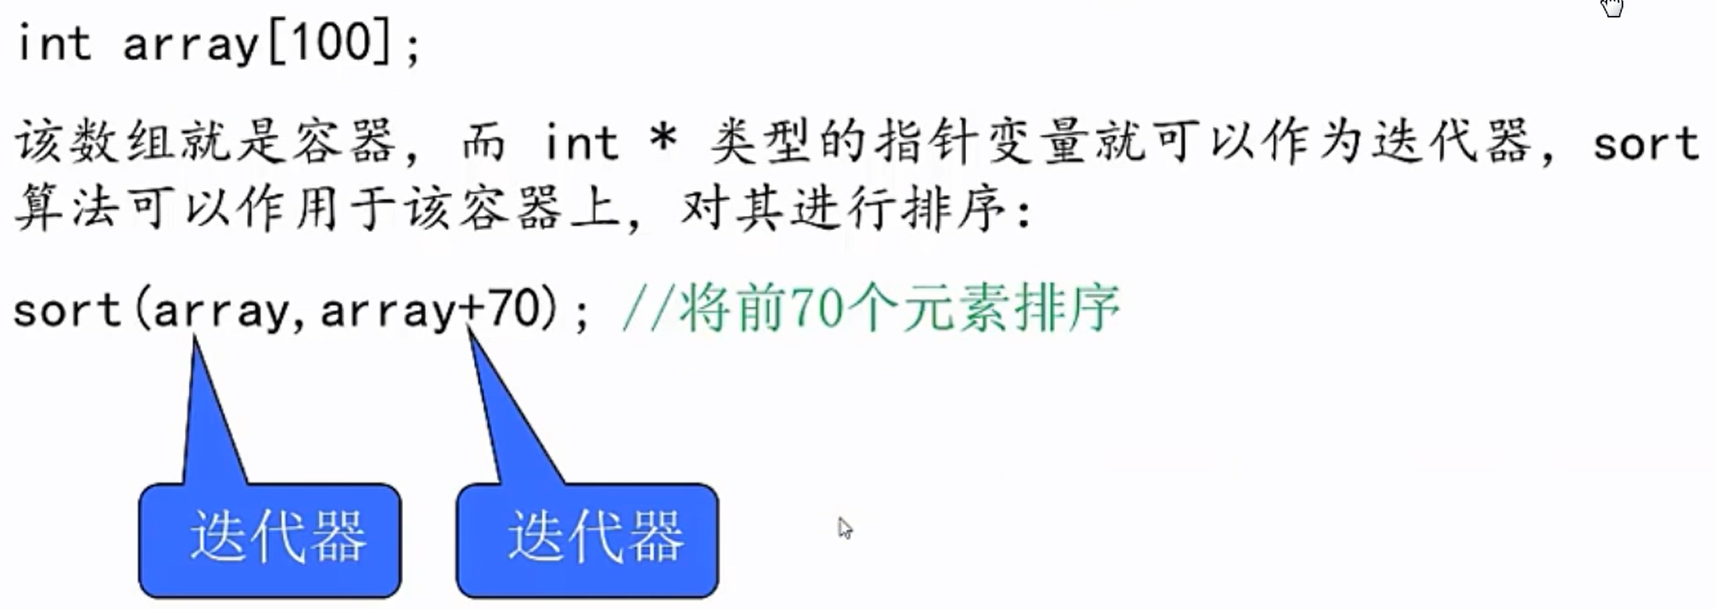 int array[100];
该数组就是容器，而 int * 类型的指针变量就可以作为迭代器，sort
算法可以作用于该容器上，对其进行排序：
sort(array,array+70); //将前70个元素排序
迭代器 迭代器